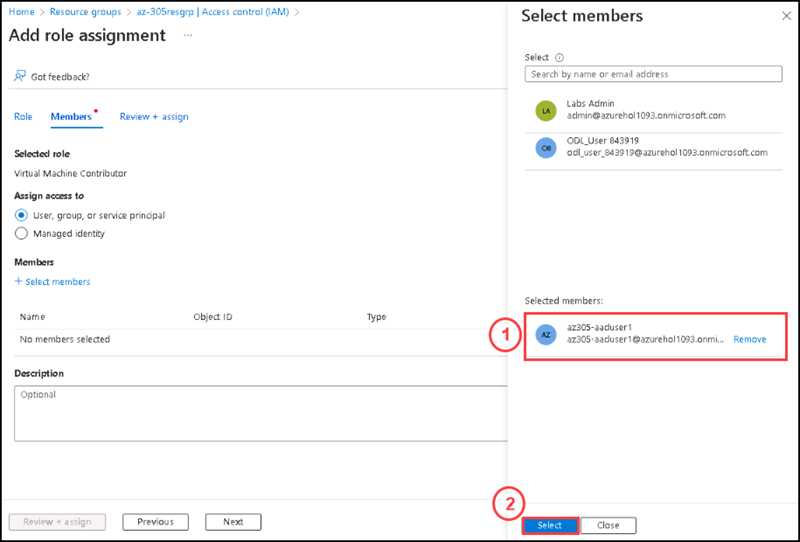 Home > Resource groups > az-305resgrp | Access control (IAM) >
Add role assignment ...
Got feedback?
Role
Members
Review + assign
Selected role
Virtual Machine Contributor
Assign access to
User, group, or service principal
Managed identity
Members
+ Select members
Name Object ID Type
No members selected
Description
Optional
Review + assign
Previous
Next
Select members
Select
Search by name or email address
LA
Labs Admin
admin@azurehol1093.onmicrosoft.com
OB
ODL_User 843919
odl_user_843919@azurehol1093.onmicrosoft.com
Selected members:
1
AZ
az305-aaduser1
az305-aaduser1@azurehol1093.onmi...
Remove
2
Select
Close